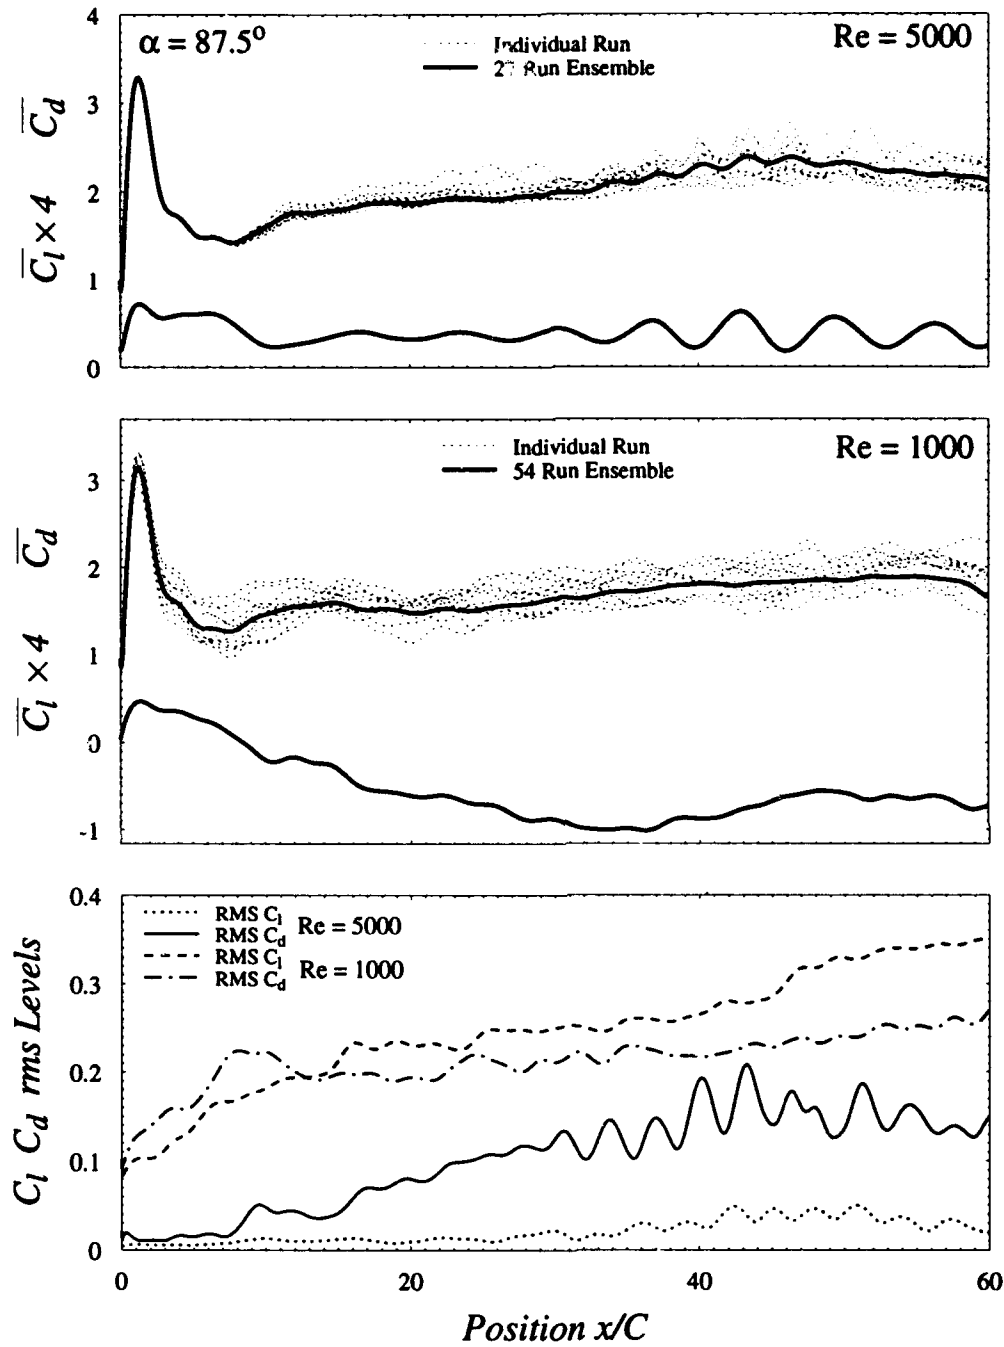 α = 87.5°
Individual Run
Run Ensemble
Re = 5000
4
3
2
1
0
C̅l × 4 C̅d
Individual Run
54 Run Ensemble
Re = 1000
3
2
1
0
-1
C̅l × 4 C̅d
RMS Cl
RMS Cd
Re = 5000
RMS Cl
RMS Cd
Re = 1000
0.4
0.3
0.2
0.1
0
Cl Cd rms Levels
0 20 40 60
Position x/C